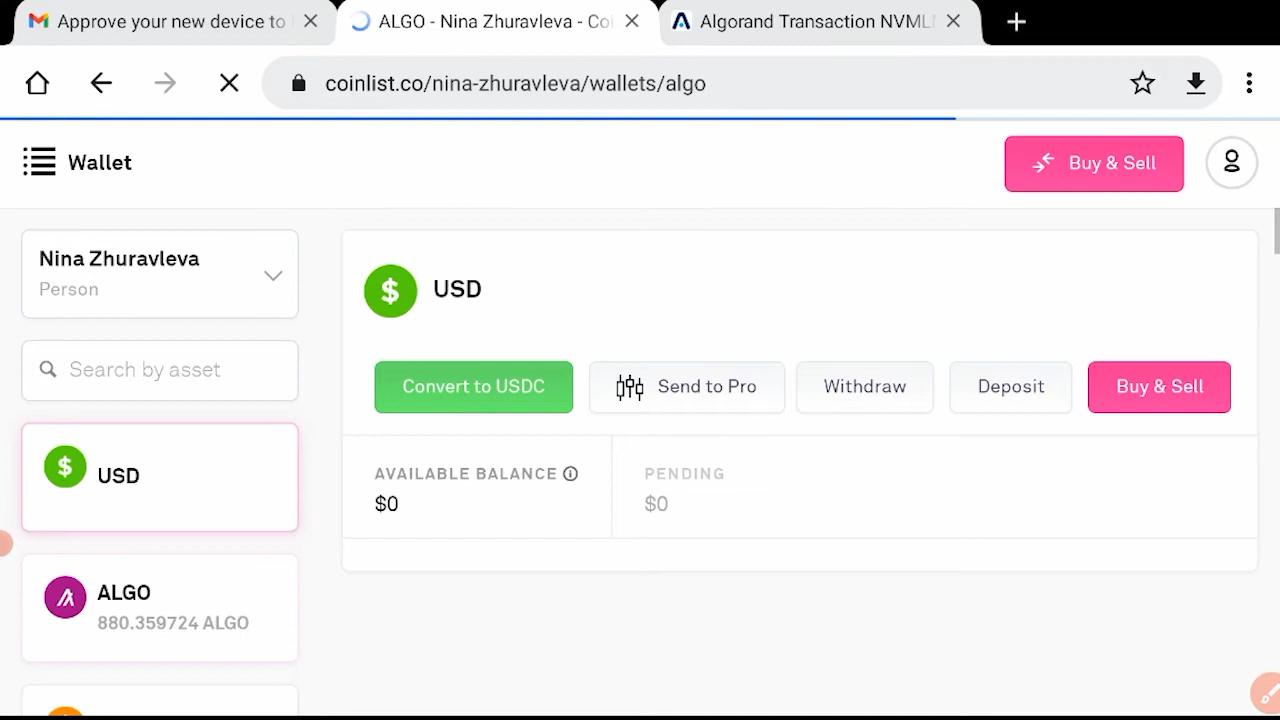 Approve your new device to
ALGO - Nina Zhuravleva - Coi
Algorand Transaction NVML
coinlist.co/nina-zhuravleva/wallets/algo
Wallet
Buy & Sell
Nina Zhuravleva
Person
Search by asset
USD
ALGO
880.359724 ALGO
$ USD
Convert to USDC
Send to Pro
Withdraw
Deposit
Buy & Sell
AVAILABLE BALANCE
$0
PENDING
$0